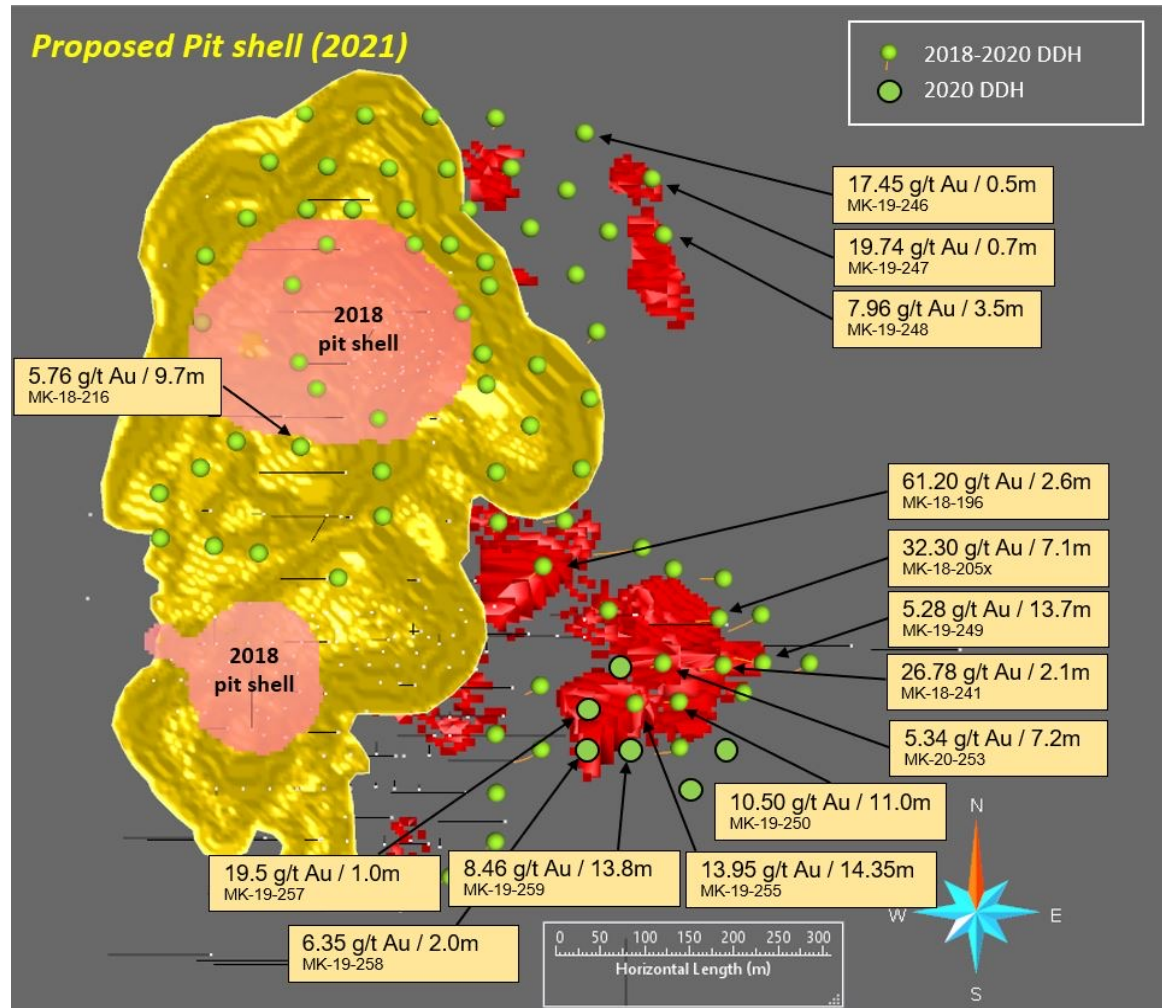 Proposed Pit shell (2021)
2018-2020 DDH
2020 DDH
17.45 g/t Au / 0.5m
MK-19-246
19.74 g/t Au / 0.7m
MK-19-247
7.96 g/t Au / 3.5m
MK-19-248
2018
pit shell
5.76 g/t Au / 9.7m
MK-18-216
61.20 g/t Au / 2.6m
MK-18-196
32.30 g/t Au / 7.1m
MK-18-205x
5.28 g/t Au / 13.7m
MK-19-249
2018
pit shell
26.78 g/t Au / 2.1m
MK-18-241
5.34 g/t Au / 7.2m
MK-20-253
10.50 g/t Au / 11.0m
MK-19-250
19.5 g/t Au / 1.0m
MK-19-257
8.46 g/t Au / 13.8m
MK-19-259
13.95 g/t Au / 14.35m
MK-19-255
6.35 g/t Au / 2.0m
MK-19-258
0 50 100 150 200 250 300
Horizontal Length (m)
N
W
E
S